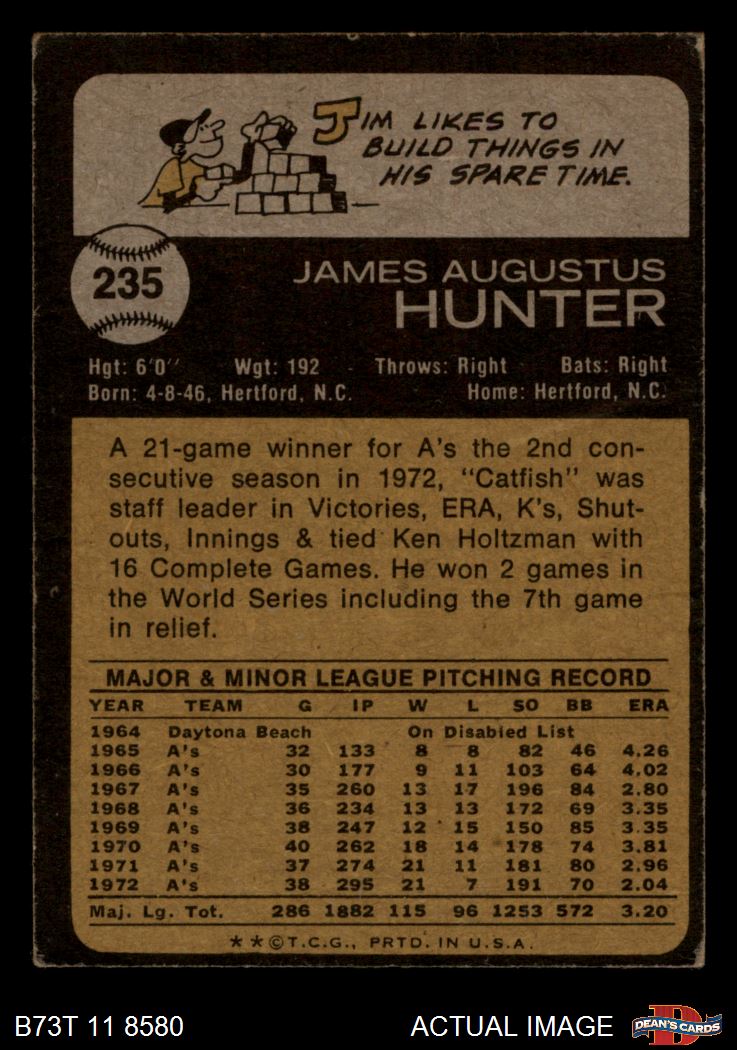 JIM LIKES TO
BUILD THINGS IN
HIS SPARE TIME.
235
JAMES AUGUSTUS
HUNTER
Hgt: 6'0'' Wgt: 192 Throws: Right Bats: Right
Born: 4-8-46, Hertford, N.C. Home: Hertford, N.C.
A 21-game winner for A's the 2nd con-
secutive season in 1972, "Catfish" was
staff leader in Victories, ERA, K's, Shut-
outs, Innings & tied Ken Holtzman with
16 Complete Games. He won 2 games in
the World Series including the 7th game
in relief.
MAJOR & MINOR LEAGUE PITCHING RECORD
YEAR TEAM G IP W L SO BB ERA
1964 Daytona Beach On Disabled List
1965 A's 32 133 8 8 82 46 4.26
1966 A's 30 177 9 11 103 64 4.02
1967 A's 35 260 13 17 196 84 2.80
1968 A's 36 234 13 13 172 69 3.35
1969 A's 38 247 12 15 150 85 3.35
1970 A's 40 262 18 14 178 74 3.81
1971 A's 37 274 21 11 181 80 2.96
1972 A's 38 295 21 7 191 70 2.04
Maj. Lg. Tot. 286 1882 115 96 1253 572 3.20
* * © T.C.G., PRTD. IN U.S.A.
B73T 11 8580 ACTUAL IMAGE DEAN'S CARDS